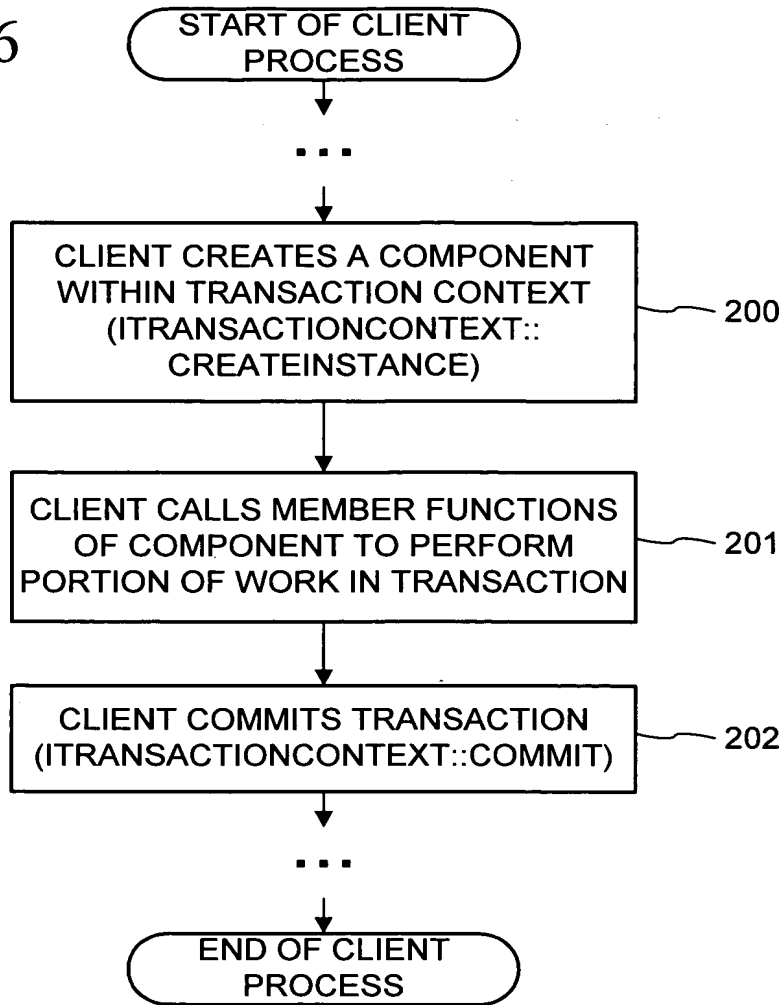 6
START OF CLIENT
PROCESS
...
CLIENT CREATES A COMPONENT
WITHIN TRANSACTION CONTEXT
(ITRANSACTIONCONTEXT::
CREATEINSTANCE)
200
CLIENT CALLS MEMBER FUNCTIONS
OF COMPONENT TO PERFORM
PORTION OF WORK IN TRANSACTION
201
CLIENT COMMITS TRANSACTION
(ITRANSACTIONCONTEXT::COMMIT)
202
...
END OF CLIENT
PROCESS